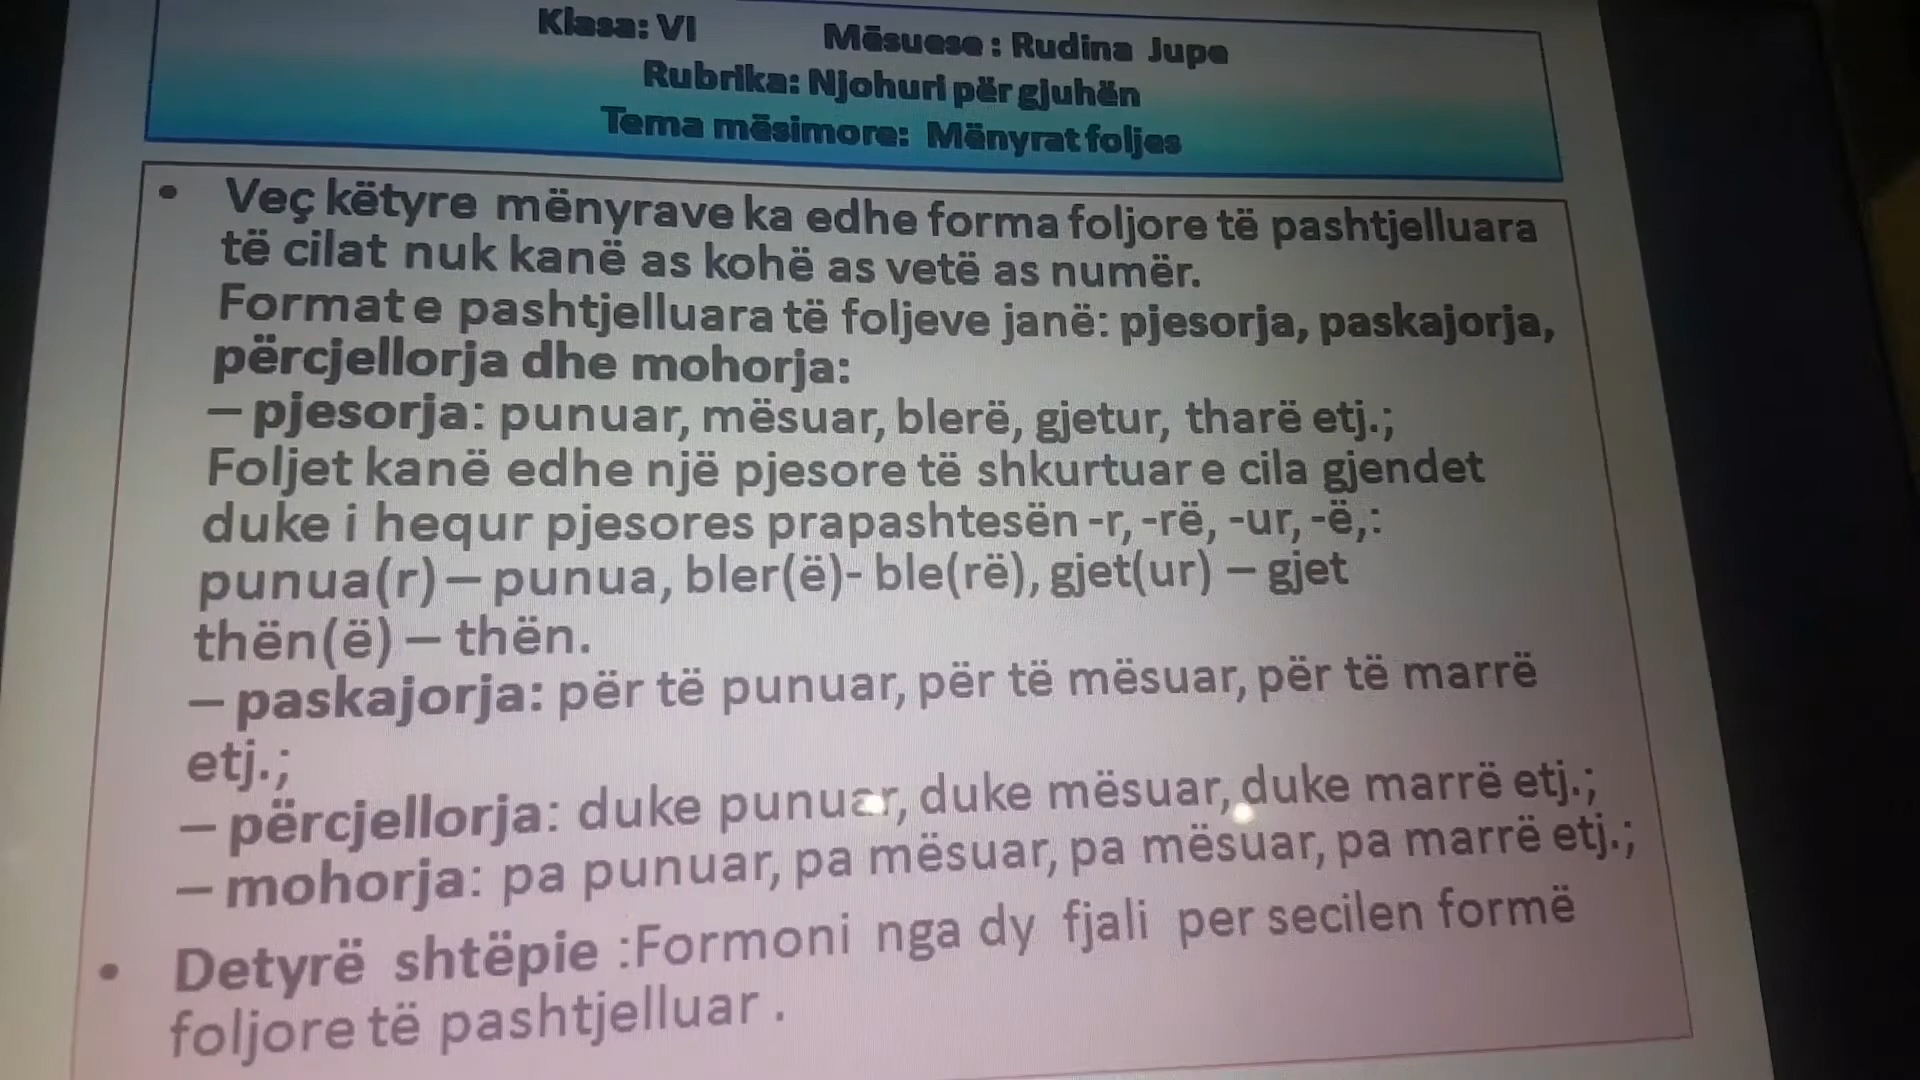 Klasa: VI Mësuese : Rudina Jupe
Rubrika: Njohuri për gjuhën
Tema mësimore: Mënyrat foljes
• Veç këtyre mënyrave ka edhe forma foljore të pashtjelluara
të cilat nuk kanë as kohë as vetë as numër.
Format e pashtjelluara të foljeve janë: pjesorja, paskajorja,
përcjellorja dhe mohorja:
– pjesorja: punuar, mësuar, blerë, gjetur, tharë etj.;
Foljet kanë edhe një pjesore të shkurtuar e cila gjendet
duke i hequr pjesores prapashtesën -r, -rë, -ur, -ë,:
punua(r) – punua, bler(ë)- ble(rë), gjet(ur) – gjet
thën(ë) – thën.
– paskajorja: për të punuar, për të mësuar, për të marrë
etj.;
– përcjellorja: duke punuar, duke mësuar, duke marrë etj.;
– mohorja: pa punuar, pa mësuar, pa mësuar, pa marrë etj.;
• Detyrë shtëpie :Formoni nga dy fjali per secilen formë
foljore të pashtjelluar .